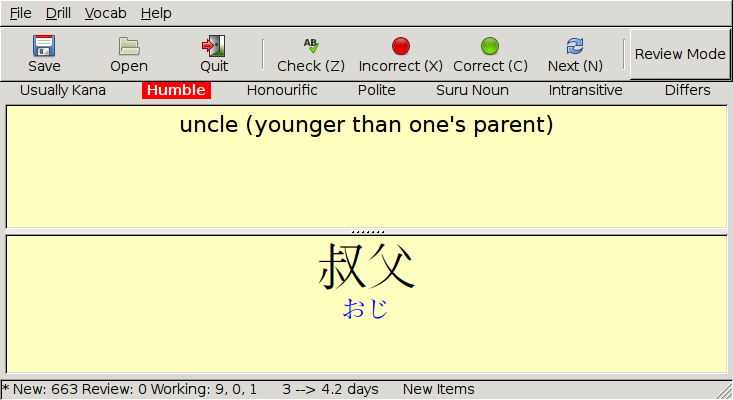 File Drill Vocab Help
Save Open Quit Check (Z) Incorrect (X) Correct (C) Next (N) Review Mode
Usually Kana Humble Honourific Polite Suru Noun Intransitive Differs
uncle (younger than one's parent)
叔父
おじ
* New: 663 Review: 0 Working: 9, 0, 1 3 --> 4.2 days New Items